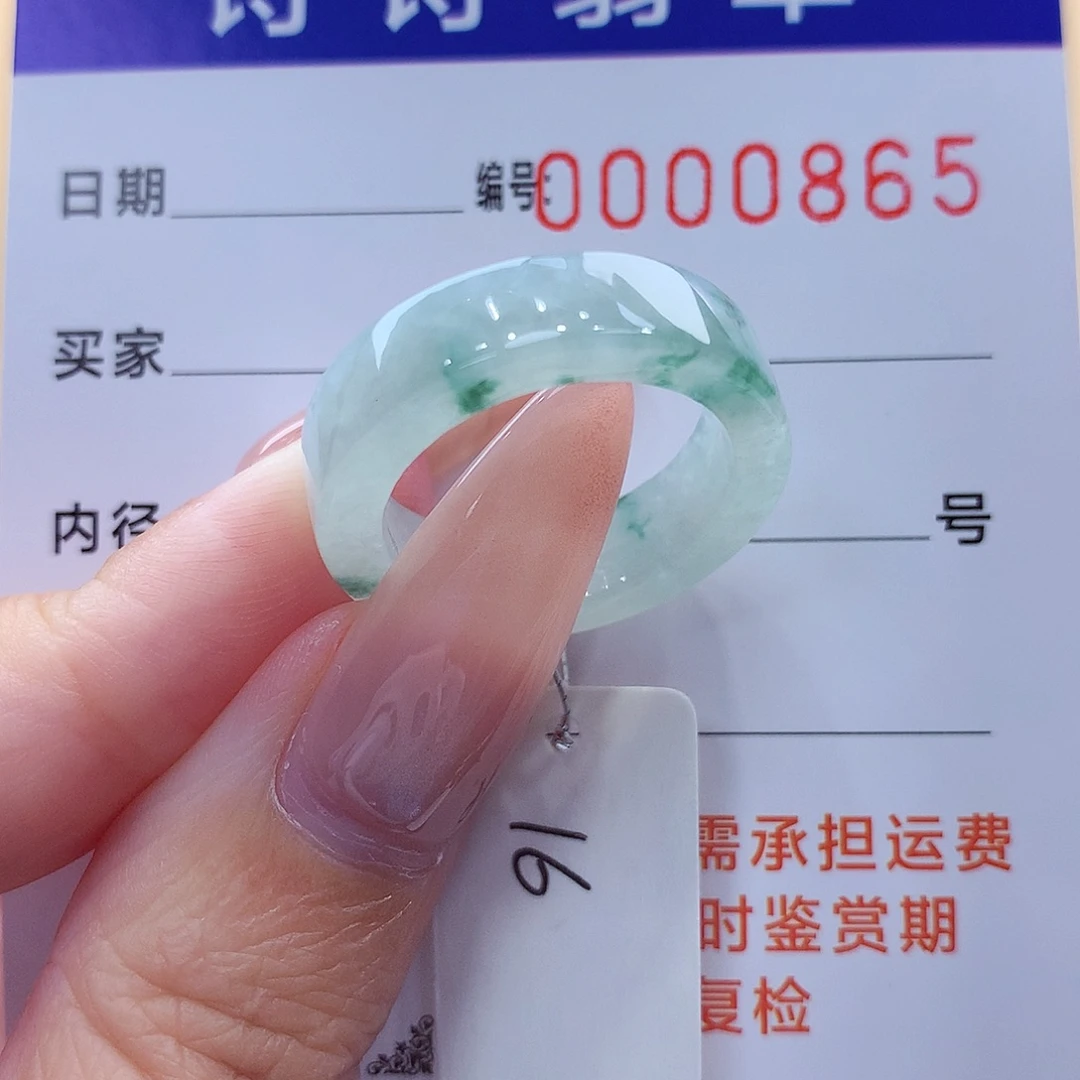 日期
编号:0000865
买家
内径
号
16
需承担运费
时鉴赏期
复检